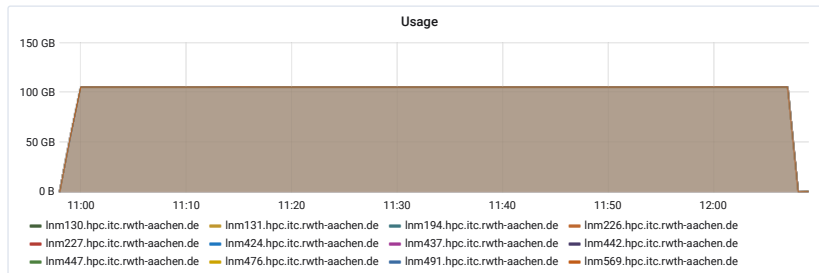 Usage
150 GB
100 GB
50 GB
0 B
11:00 11:10 11:20 11:30 11:40 11:50 12:00
lnm130.hpc.itc.rwth-aachen.de lnm131.hpc.itc.rwth-aachen.de lnm194.hpc.itc.rwth-aachen.de lnm226.hpc.itc.rwth-aachen.de
lnm227.hpc.itc.rwth-aachen.de lnm424.hpc.itc.rwth-aachen.de lnm437.hpc.itc.rwth-aachen.de lnm442.hpc.itc.rwth-aachen.de
lnm447.hpc.itc.rwth-aachen.de lnm476.hpc.itc.rwth-aachen.de lnm491.hpc.itc.rwth-aachen.de lnm569.hpc.itc.rwth-aachen.de